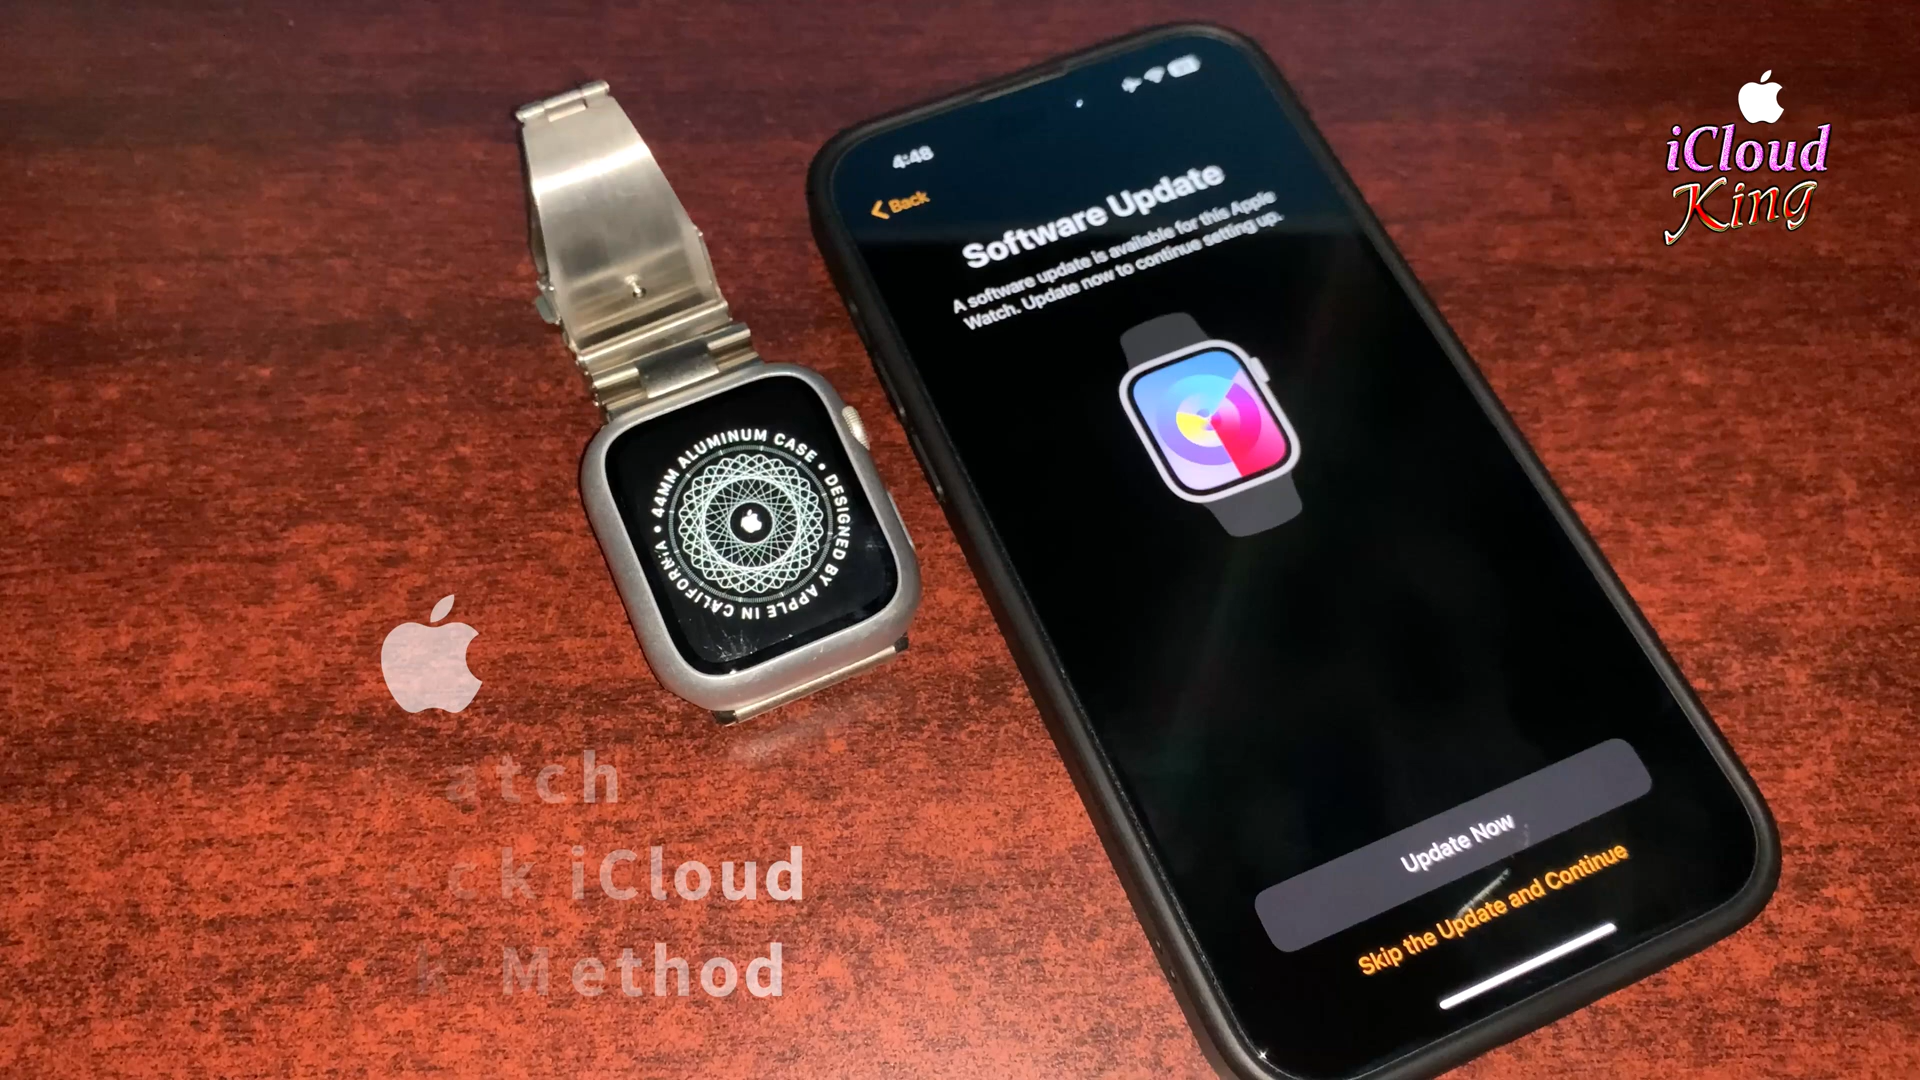 4:48
Back
Software Update
A software update is available for this Apple
Watch. Update now to continue setting up.
Update Now
Skip the Update and Continue
44MM ALUMINUM CASE • DESIGNED BY APPLE IN CALIFORNIA •
iCloud
King
iCloud
Method